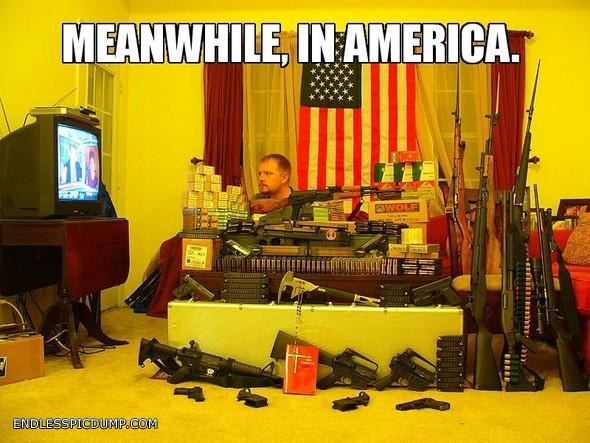 MEANWHILE, IN AMERICA.
WOLF
ENDLESSPICDUMP.COM